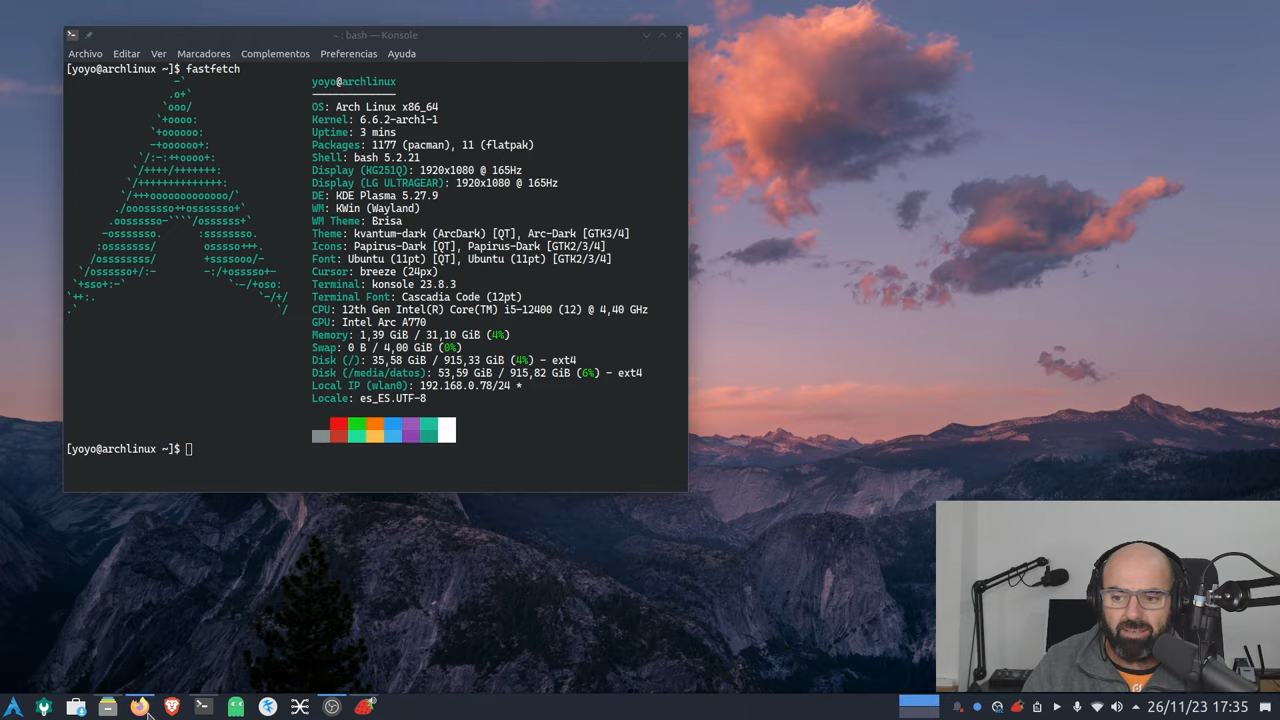 ~ : bash — Konsole
Archivo Editar Ver Marcadores Complementos Preferencias Ayuda
[yoyo@archlinux ~]$ fastfetch
yoyo@archlinux
OS: Arch Linux x86_64
Kernel: 6.6.2-arch1-1
Uptime: 3 mins
Packages: 1177 (pacman), 11 (flatpak)
Shell: bash 5.2.21
Display (KG251Q): 1920x1080 @ 165Hz
Display (LG ULTRAGEAR): 1920x1080 @ 165Hz
DE: KDE Plasma 5.27.9
WM: KWin (Wayland)
WM Theme: Brisa
Theme: kvantum-dark (ArcDark) [QT], Arc-Dark [GTK3/4]
Icons: Papirus-Dark [QT], Papirus-Dark [GTK2/3/4]
Font: Ubuntu (11pt) [QT], Ubuntu (11pt) [GTK2/3/4]
Cursor: breeze (24px)
Terminal: konsole 23.8.3
Terminal Font: Cascadia Code (12pt)
CPU: 12th Gen Intel(R) Core(TM) i5-12400 (12) @ 4,40 GHz
GPU: Intel Arc A770
Memory: 1,39 GiB / 31,10 GiB (4%)
Swap: 0 B / 4,00 GiB (0%)
Disk (/): 35,58 GiB / 915,33 GiB (4%) - ext4
Disk (/media/datos): 53,59 GiB / 915,82 GiB (6%) - ext4
Local IP (wlan0): 192.168.0.78/24 *
Locale: es_ES.UTF-8
[yoyo@archlinux ~]$
26/11/23 17:35